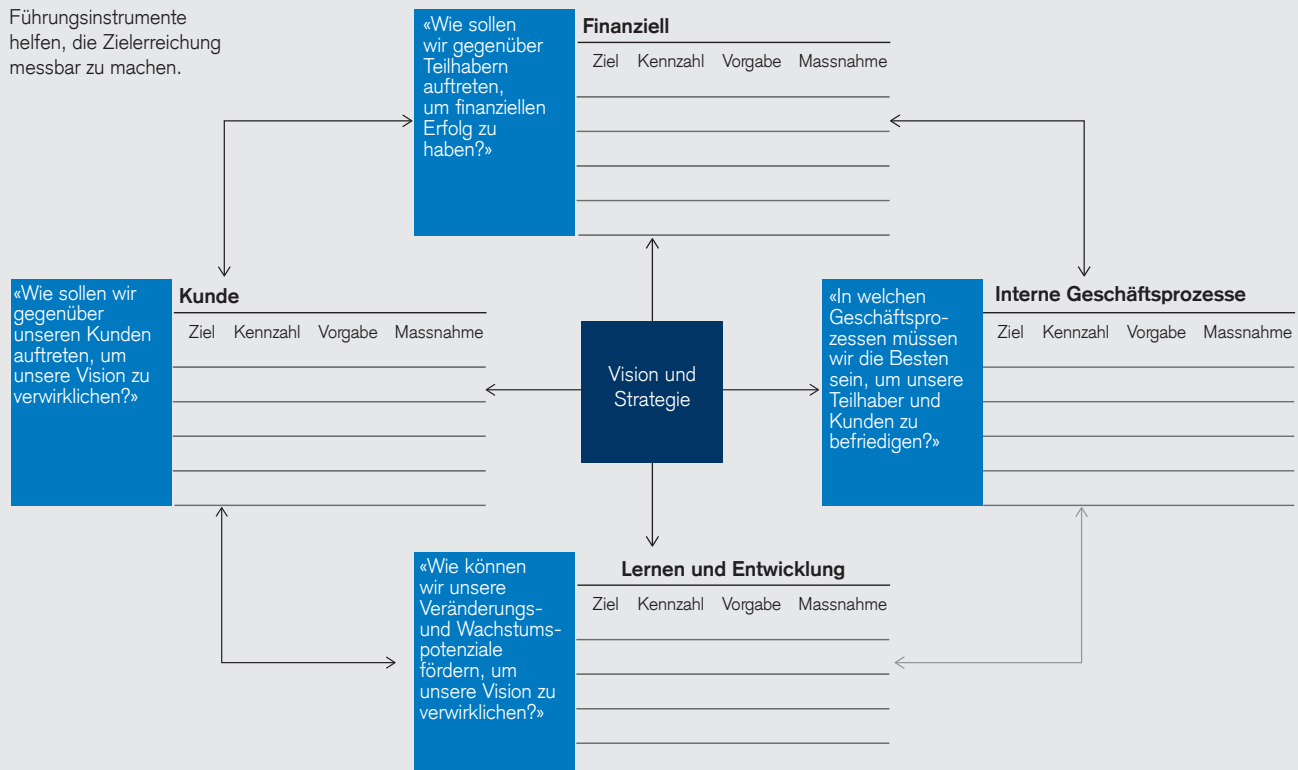 Führungsinstrumente
helfen, die Zielerreichung
messbar zu machen.
«Wie sollen
wir gegenüber
Teilhabern
auftreten,
um finanziellen
Erfolg zu
haben?»
Finanziell
Ziel Kennzahl Vorgabe Massnahme
«Wie sollen wir
gegenüber
unseren Kunden
auftreten, um
unsere Vision zu
verwirklichen?»
Kunde
Ziel Kennzahl Vorgabe Massnahme
Vision und
Strategie
«In welchen
Geschäftspro-
zessen müssen
wir die Besten
sein, um unsere
Teilhaber und
Kunden zu
befriedigen?»
Interne Geschäftsprozesse
Ziel Kennzahl Vorgabe Massnahme
«Wie können
wir unsere
Veränderungs-
und Wachstums-
potenziale
fördern, um
unsere Vision zu
verwirklichen?»
Lernen und Entwicklung
Ziel Kennzahl Vorgabe Massnahme